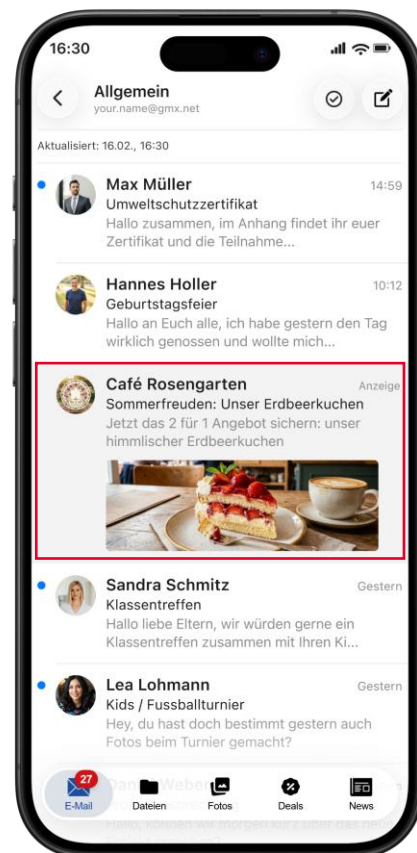 16:30
Allgemein
your.name@gmx.net
Aktualisiert: 16.02., 16:30
Max Müller 14:59
Umweltschutzzertifikat
Hallo zusammen, im Anhang findet ihr euer
Zertifikat und die Teilnahme...
Hannes Holler 10:12
Geburtstagsfeier
Hallo an Euch alle, ich habe gestern den Tag
wirklich genossen und wollte mich...
Café Rosengarten Anzeige
Sommerfreuden: Unser Erdbeerkuchen
Jetzt das 2 für 1 Angebot sichern: unser
himmlischer Erdbeerkuchen
Sandra Schmitz Gestern
Klassentreffen
Hallo liebe Eltern, wir würden gerne ein
Klassentreffen zusammen mit Ihren Ki...
Lea Lohmann Gestern
Kids / Fussballturnier
Hey, du hast doch bestimmt gestern auch
Fotos beim Turnier gemacht?
27
E-Mail Dateien Fotos Deals News